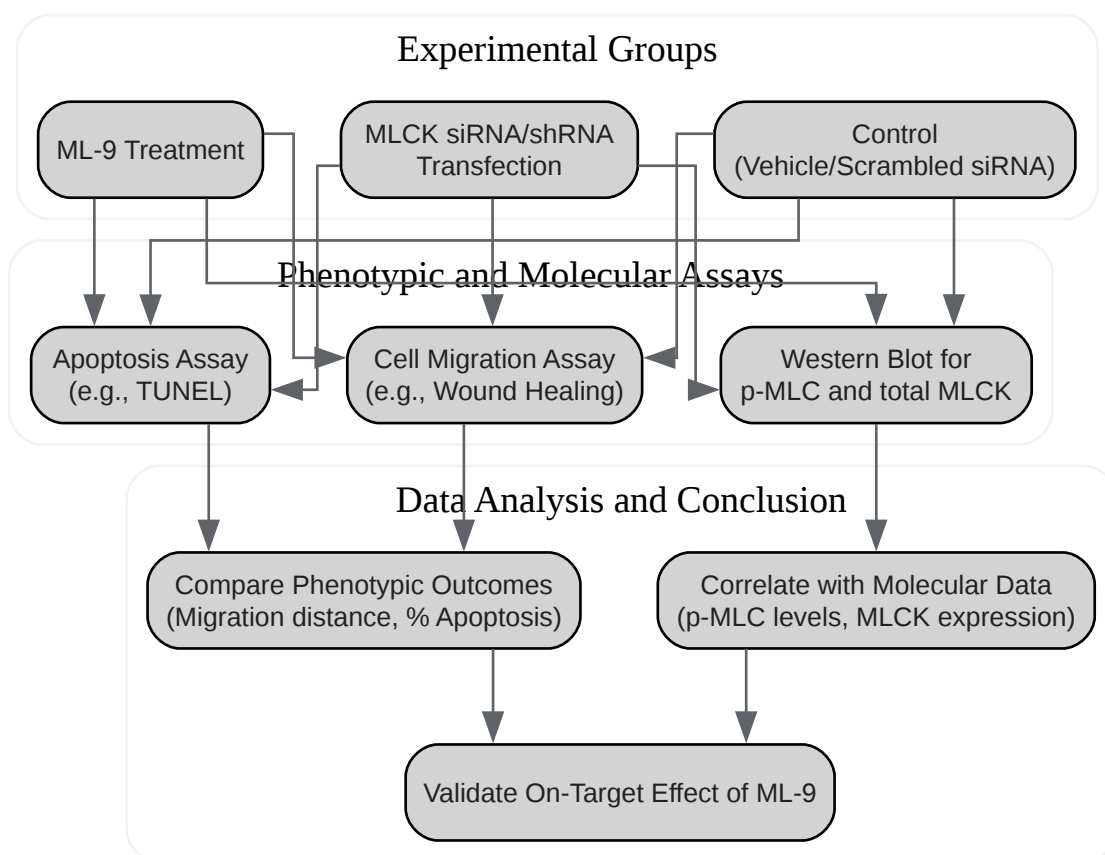 Experimental Groups
ML-9 Treatment
MLCK siRNA/shRNA
Transfection
Control
(Vehicle/Scrambled siRNA)
Phenotypic and Molecular Assays
Apoptosis Assay
(e.g., TUNEL)
Cell Migration Assay
(e.g., Wound Healing)
Western Blot for
p-MLC and total MLCK
Data Analysis and Conclusion
Compare Phenotypic Outcomes
(Migration distance, % Apoptosis)
Correlate with Molecular Data
(p-MLC levels, MLCK expression)
Validate On-Target Effect of ML-9